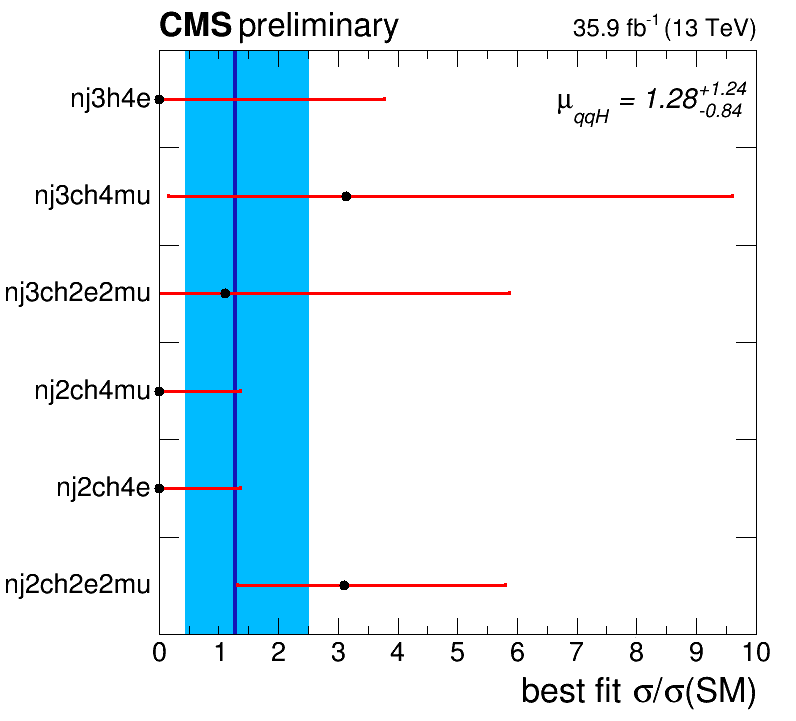 CMS preliminary 35.9 fb-1 (13 TeV)
μqqH = 1.28+1.24-0.84
nj3h4e
nj3ch4mu
nj3ch2e2mu
nj2ch4mu
nj2ch4e
nj2ch2e2mu
0 1 2 3 4 5 6 7 8 9 10
best fit σ/σ(SM)